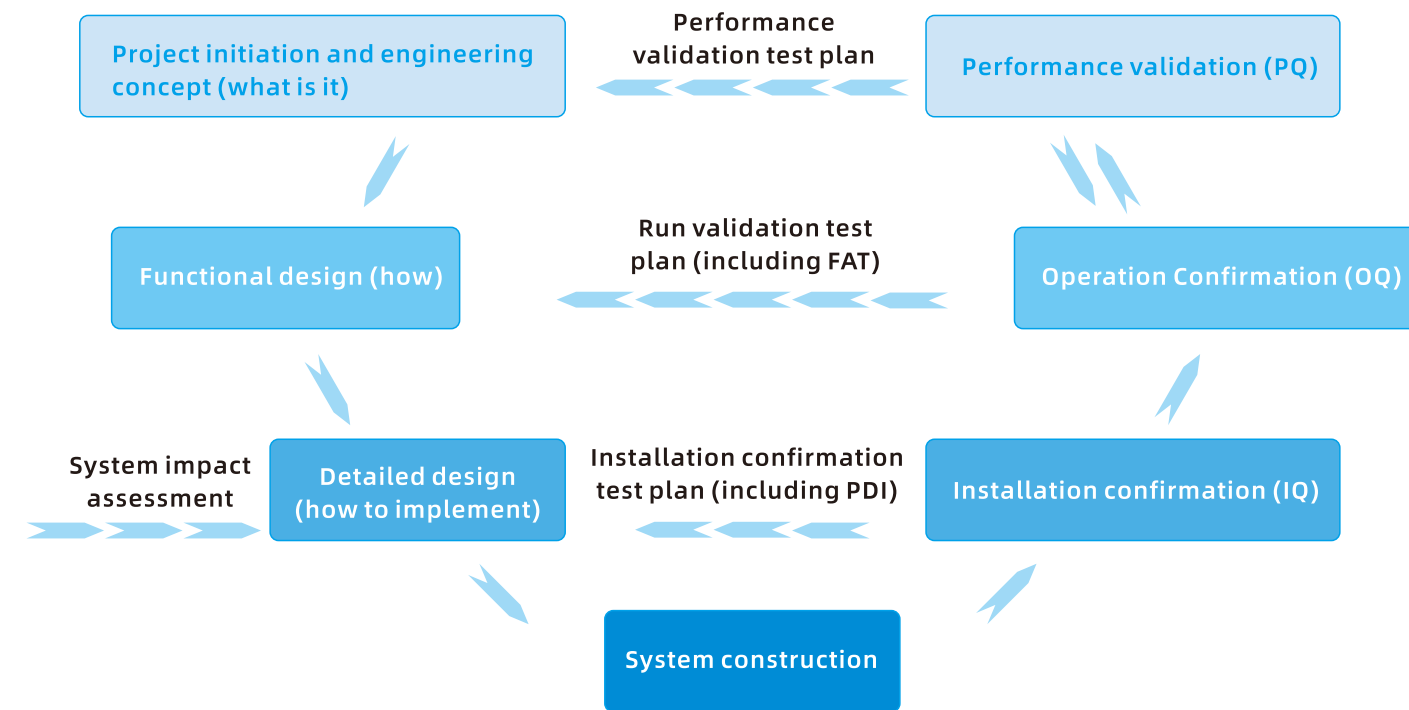 Project initiation and engineering
concept (what is it)
Performance
validation test plan
Performance validation (PQ)
Functional design (how)
Run validation test
plan (including FAT)
Operation Confirmation (OQ)
System impact
assessment
Detailed design
(how to implement)
Installation confirmation
test plan (including PDI)
Installation confirmation (IQ)
System construction